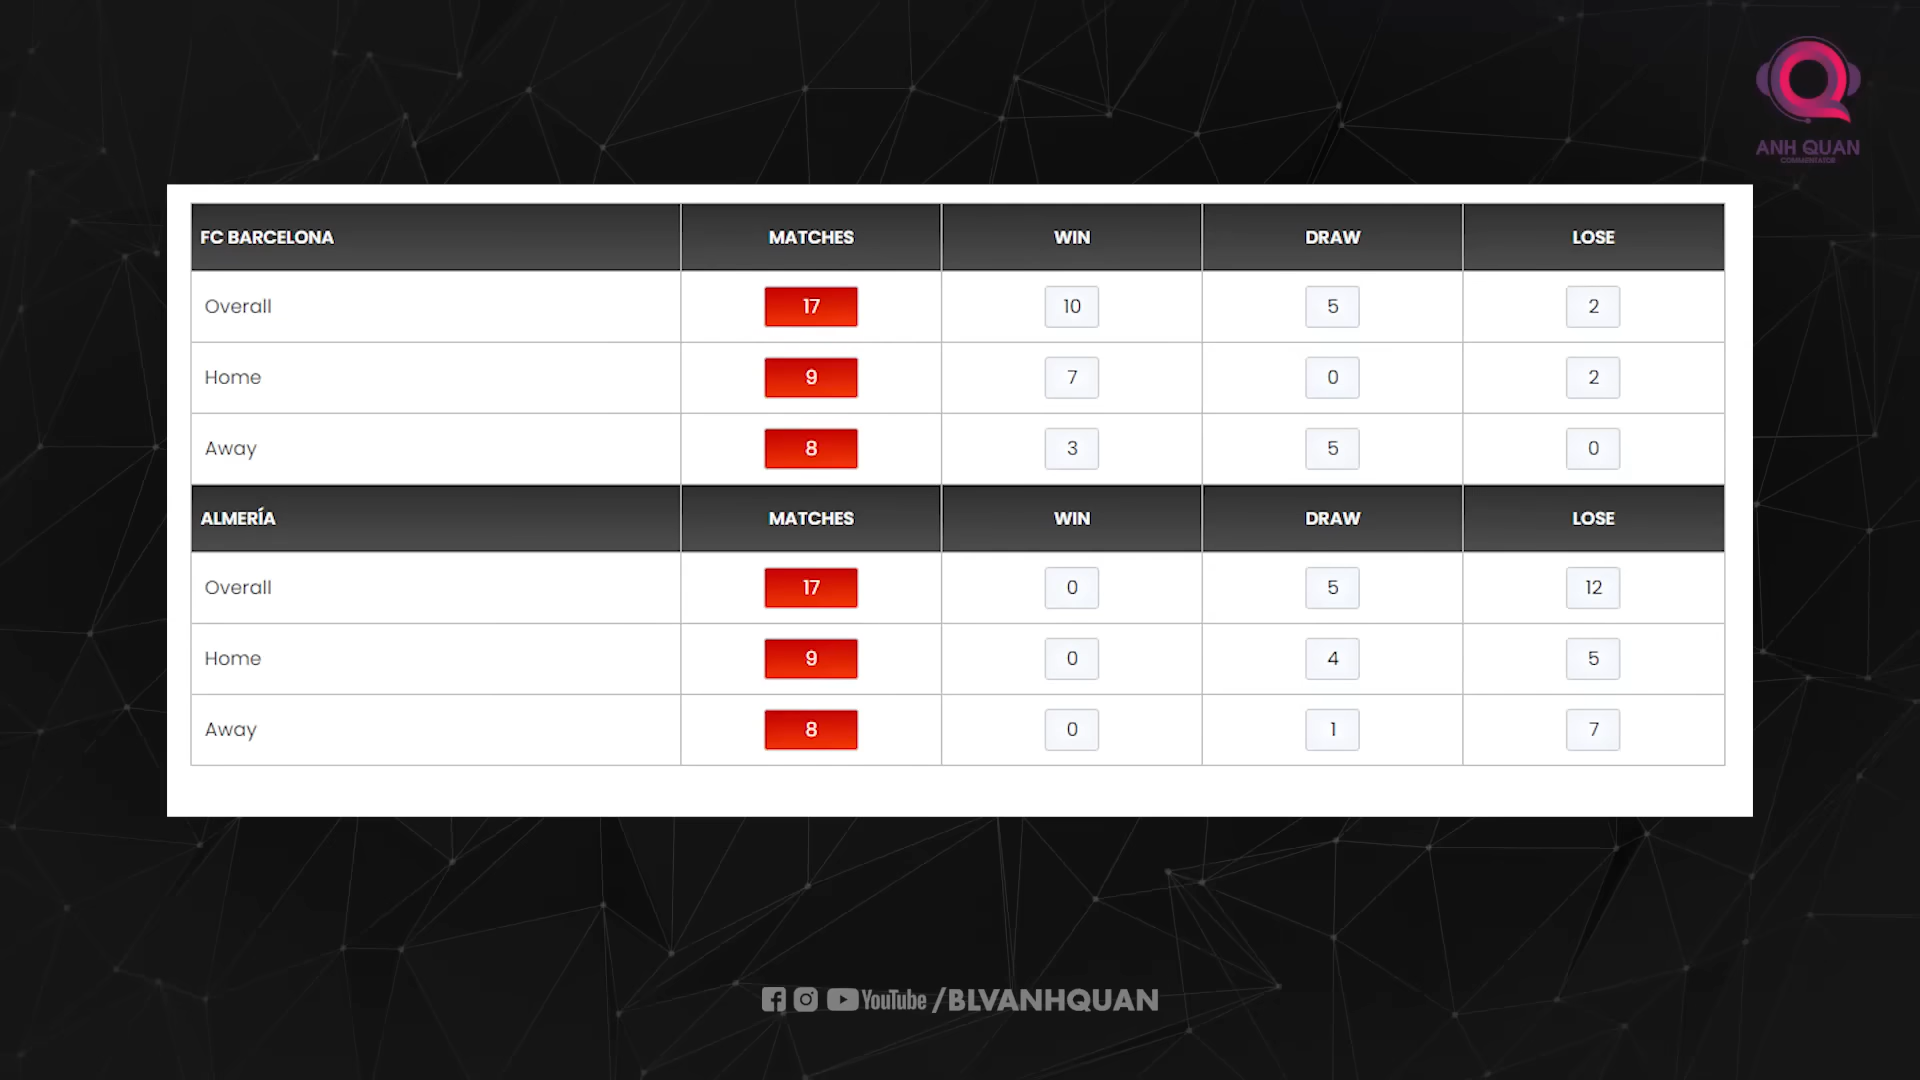 ANH QUAN
COMMENTATOR
FC BARCELONA MATCHES WIN DRAW LOSE
Overall 17 10 5 2
Home 9 7 0 2
Away 8 3 5 0
ALMERÍA MATCHES WIN DRAW LOSE
Overall 17 0 5 12
Home 9 0 4 5
Away 8 0 1 7
YouTube /BLVANHQUAN